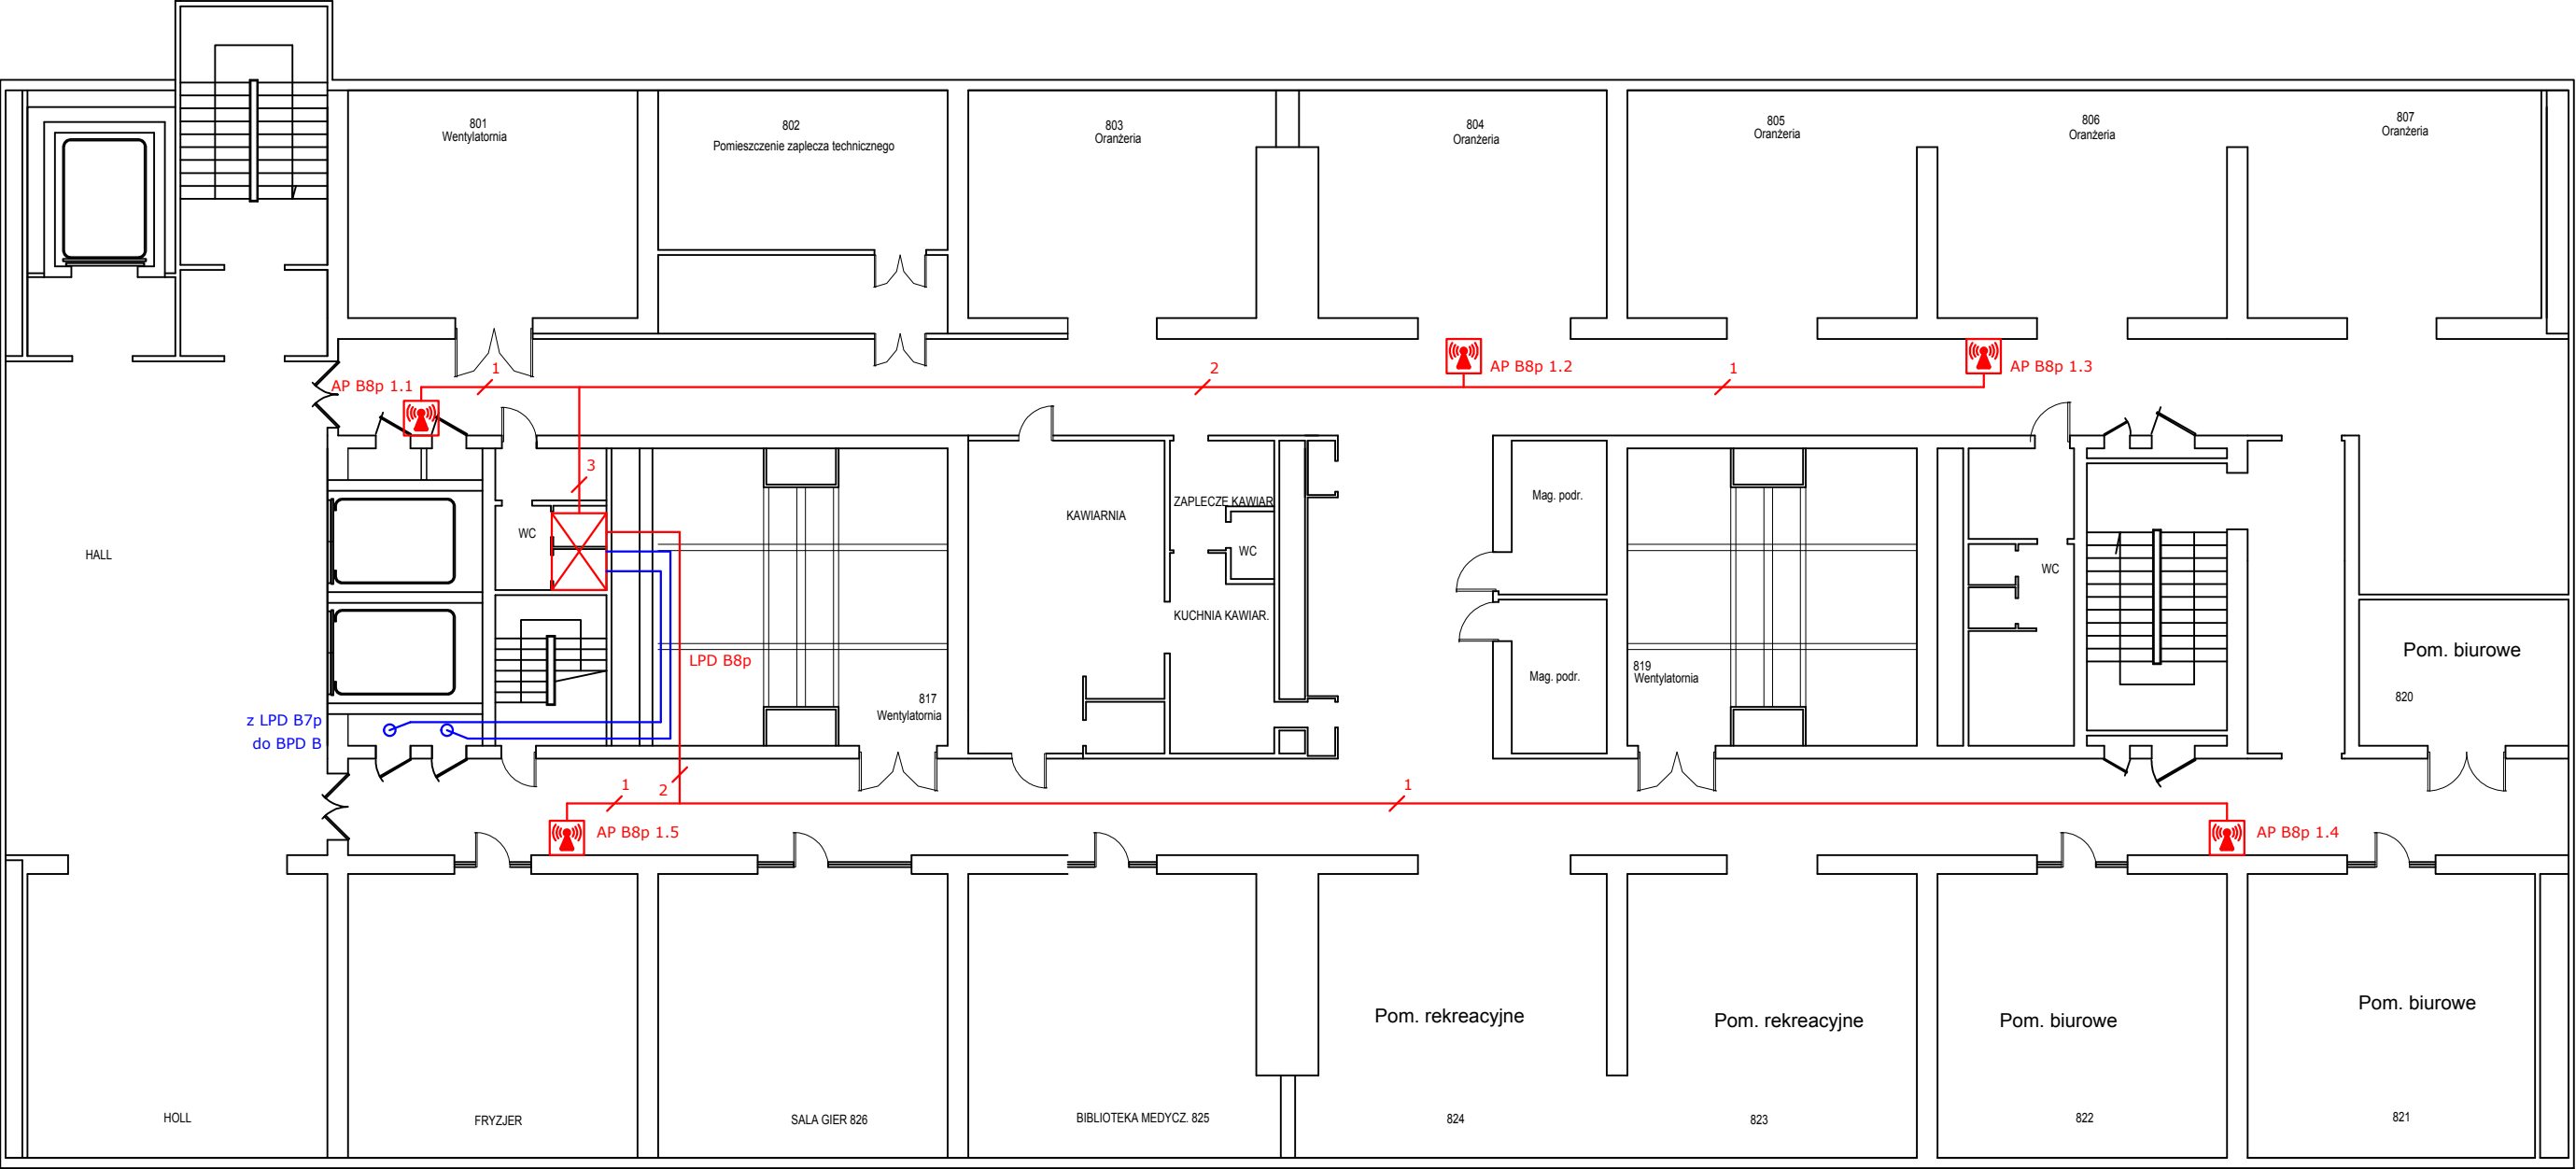 801
Wentylatornia
802
Pomieszczenie zaplecza technicznego
803
Oranżeria
804
Oranżeria
805
Oranżeria
806
Oranżeria
807
Oranżeria
AP B8p 1.1
1
2
AP B8p 1.2
1
AP B8p 1.3
3
HALL
WC
KAWIARNIA
ZAPLECZE KAWIAR.
WC
KUCHNIA KAWIAR.
Mag. podr.
Mag. podr.
WC
LPD B8p
817
Wentylatornia
819
Wentylatornia
Pom. biurowe
820
z LPD B7p
do BPD B
1
2
1
AP B8p 1.5
AP B8p 1.4
Pom. rekreacyjne
Pom. rekreacyjne
Pom. biurowe
Pom. biurowe
HOLL
FRYZJER
SALA GIER 826
BIBLIOTEKA MEDYCZ. 825
824
823
822
821